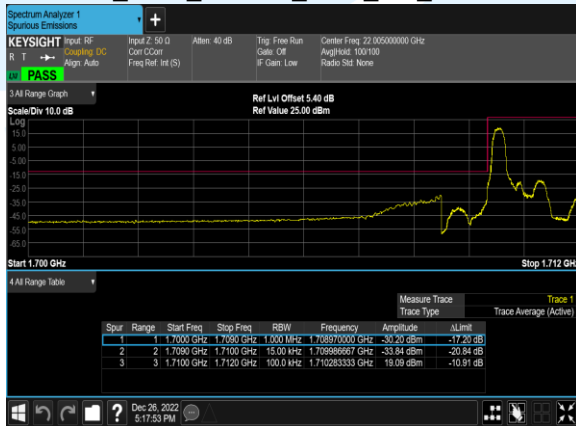 Spectrum Analyzer 1
Spurious Emissions
KEYSIGHT Input: RF Input Z: 50 Ω Atten: 40 dB Trig: Free Run Center Freq: 22.005000000 GHz
R T Coupling: DC Corr CCorr Gate: Off Avg|Hold: 100/100
Align: Auto Freq Ref: Int (S) IF Gain: Low Radio Std: None
PASS
3 All Range Graph
Ref Lvl Offset 5.40 dB
Scale/Div 10.0 dB Ref Value 25.00 dBm
Log
15.0
5.00
-5.00
-15.0
-25.0
-35.0
-45.0
-55.0
-65.0
Start 1.700 GHz Stop 1.712 GHz
4 All Range Table
Measure Trace Trace 1
Trace Type Trace Average (Active)
Spur Range Start Freq Stop Freq RBW Frequency Amplitude ΔLimit
1 1 1.7000 GHz 1.7090 GHz 1.000 MHz 1.708970000 GHz -30.20 dBm -17.20 dB
2 2 1.7090 GHz 1.7100 GHz 15.00 kHz 1.709986667 GHz -33.84 dBm -20.84 dB
3 3 1.7100 GHz 1.7120 GHz 100.0 kHz 1.710283333 GHz 19.09 dBm -10.91 dB
Dec 26, 2022
5:17:53 PM